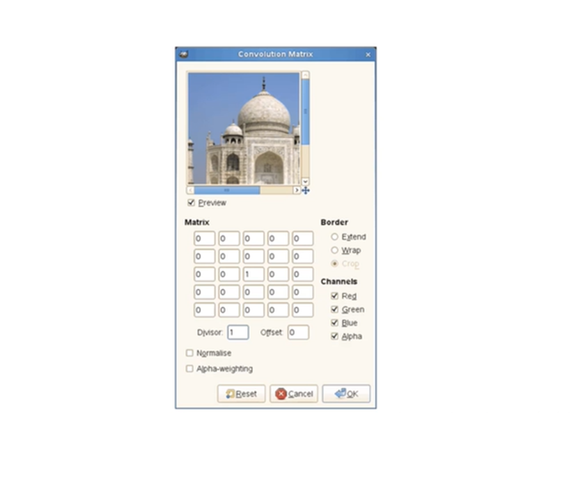 Convolution Matrix
Preview
Matrix
0 0 0 0 0
0 0 0 0 0
0 0 1 0 0
0 0 0 0 0
0 0 0 0 0
Divisor: 1 Offset: 0
Normalise
Alpha-weighting
Border
Extend
Wrap
Crop
Channels
Red
Green
Blue
Alpha
Reset Cancel OK